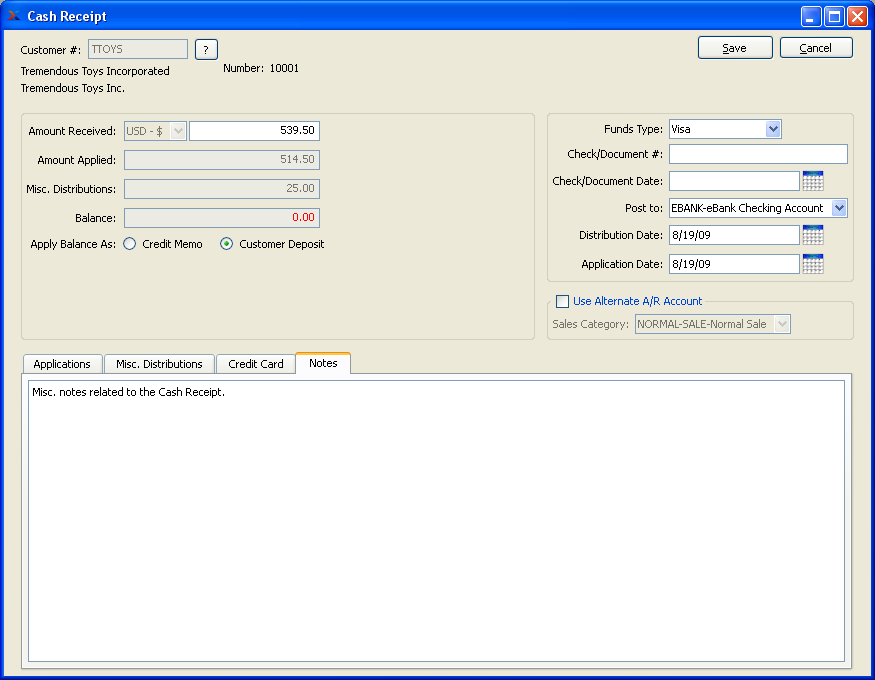 Cash Receipt
Customer #: TTOYS ?
Number: 10001
Save Cancel
Tremendous Toys Incorporated
Tremendous Toys Inc.
Amount Received: USD - $ 539.50
Amount Applied: 514.50
Misc. Distributions: 25.00
Balance: 0.00
Apply Balance As: Credit Memo Customer Deposit
Funds Type: Visa
Check/Document #:
Check/Document Date:
Post to: EBANK-eBank Checking Account
Distribution Date: 8/19/09
Application Date: 8/19/09
Use Alternate A/R Account
Sales Category: NORMAL-SALE-Normal Sale
Applications Misc. Distributions Credit Card Notes
Misc. notes related to the Cash Receipt.